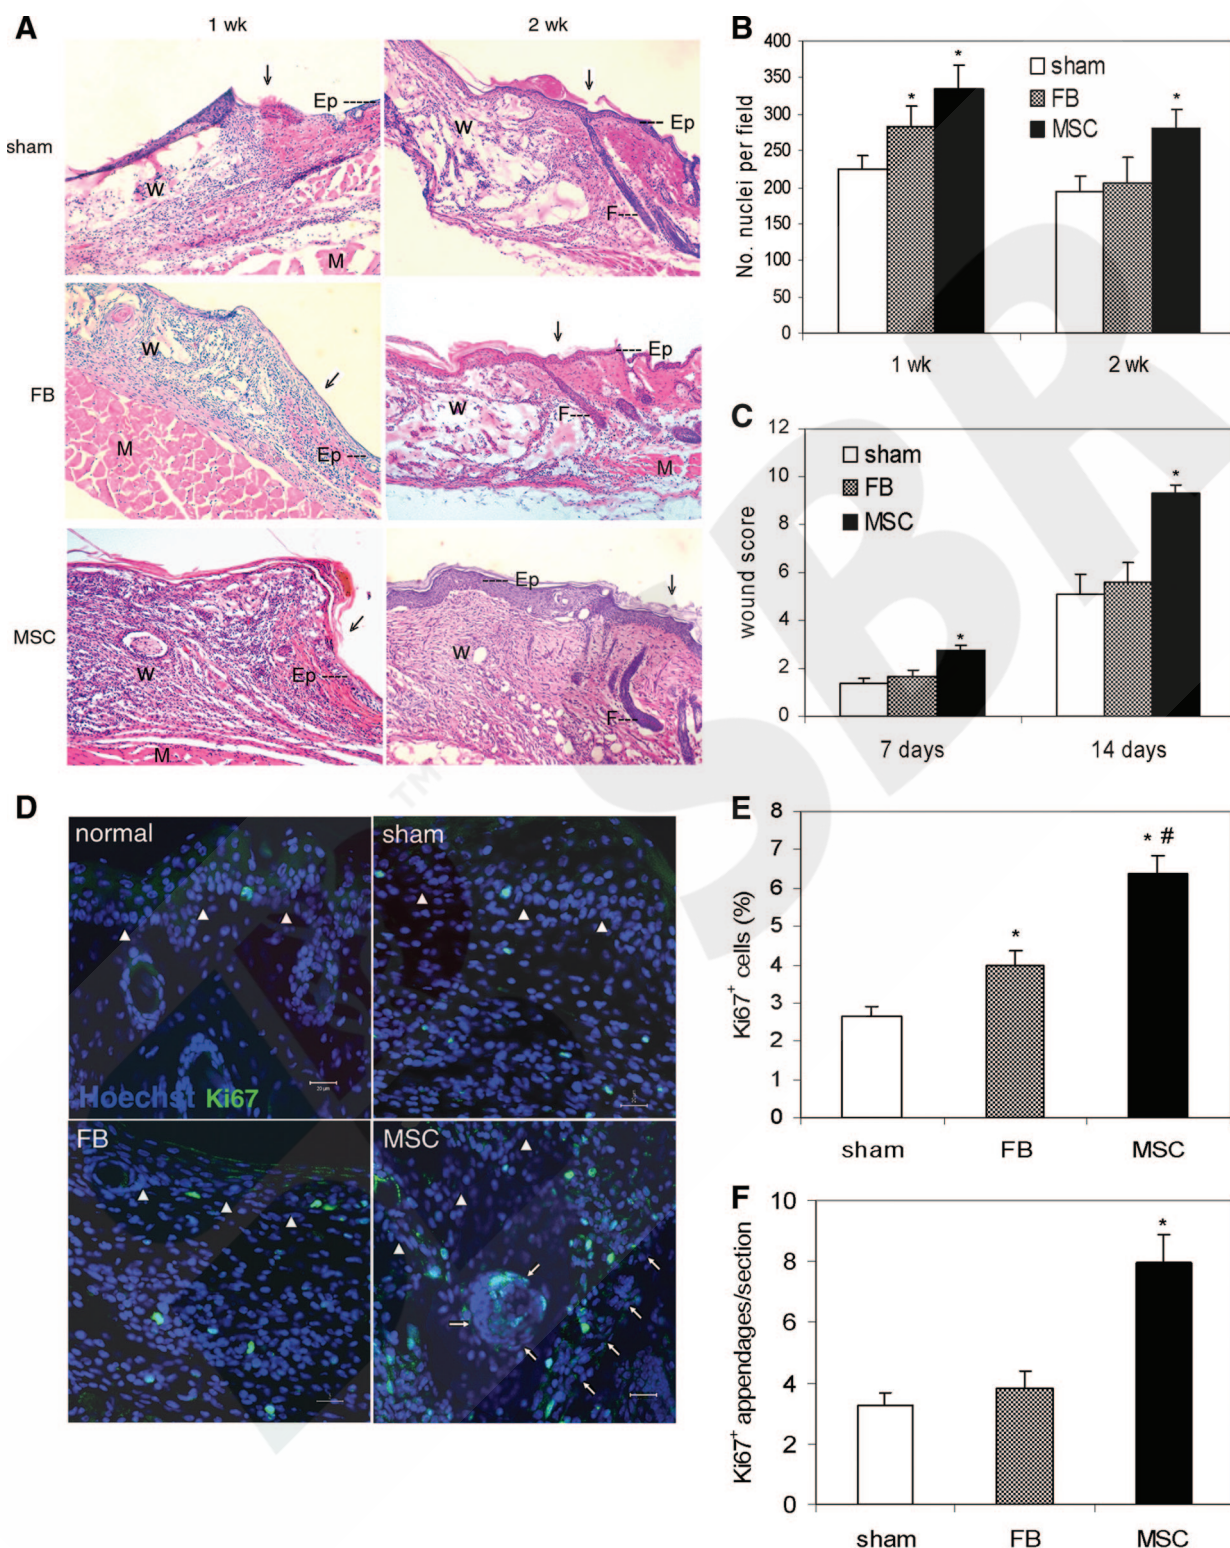 A
1 wk
2 wk
sham
Ep
W
M
Ep
W
F
FB
W
M
Ep
Ep
W
F
M
MSC
W
Ep
M
Ep
W
F
B
No. nuclei per field
400
350
300
250
200
150
100
50
0
sham
FB
MSC
*
*
*
1 wk
2 wk
C
wound score
12
10
8
6
4
2
0
sham
FB
MSC
*
*
7 days
14 days
D
normal
sham
Hoechst Ki67
20 µm
FB
MSC
E
Ki67+ cells (%)
8
7
6
5
4
3
2
1
0
*
* #
sham
FB
MSC
F
Ki67+ appendages/section
10
8
6
4
2
0
*
sham
FB
MSC
SBR
TM